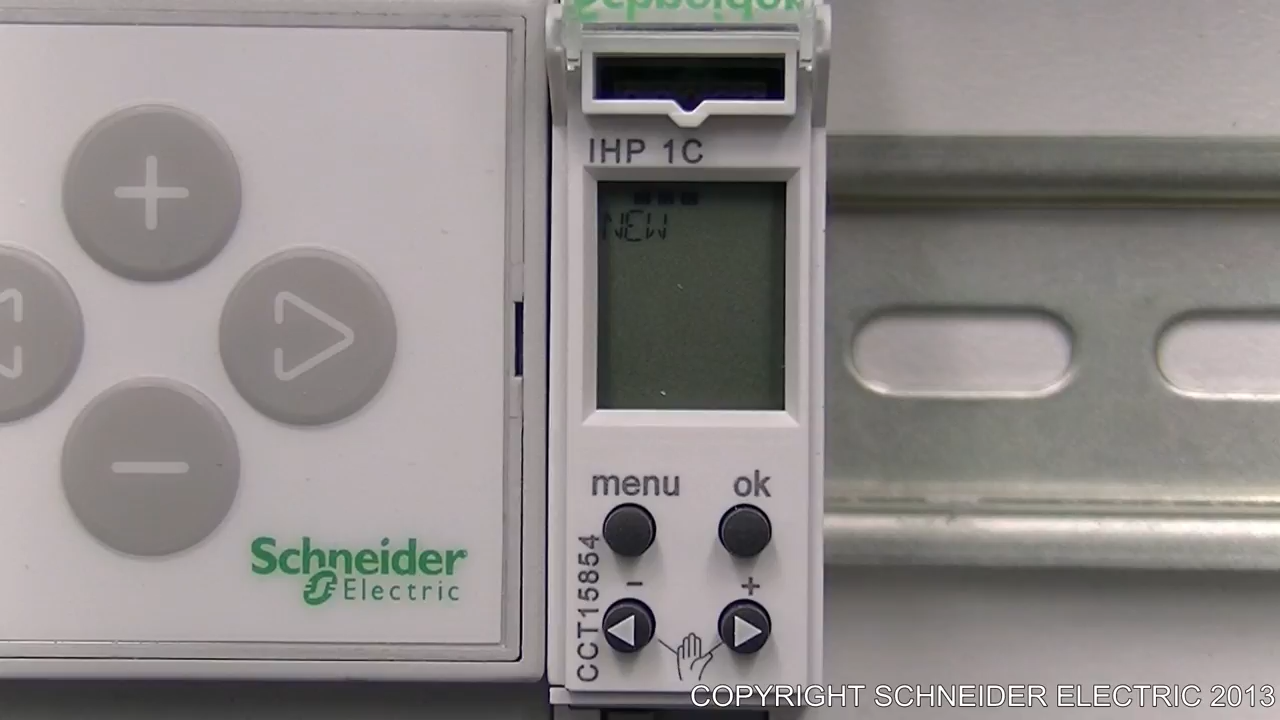 IHP 1C
NEW
menu ok
CCT15854
- +
Schneider
Electric
COPYRIGHT SCHNEIDER ELECTRIC 2013